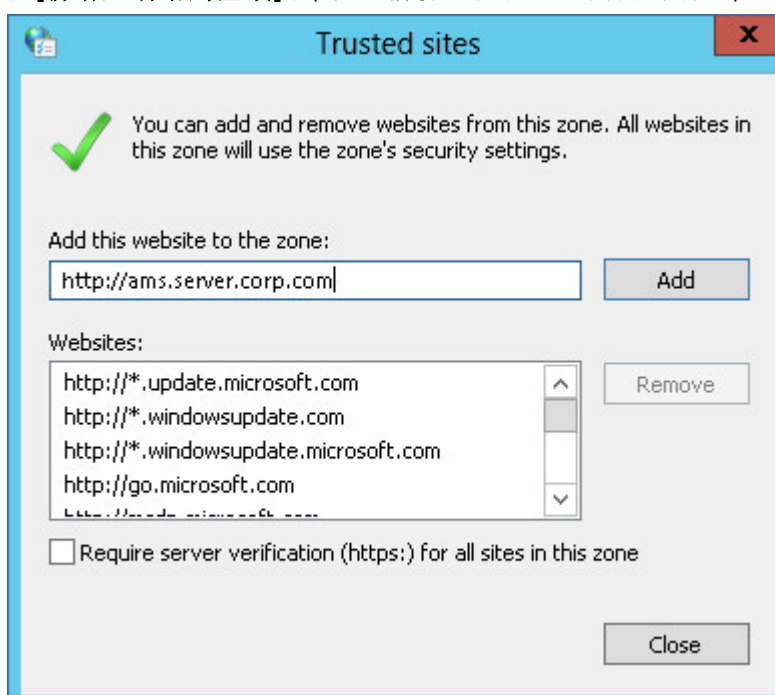 Trusted sites
You can add and remove websites from this zone. All websites in
this zone will use the zone's security settings.
Add this website to the zone:
http://ams.server.corp.com
Add
Websites:
http://*.update.microsoft.com
Remove
http://*.windowsupdate.com
http://*.windowsupdate.microsoft.com
http://go.microsoft.com
Require server verification (https:) for all sites in this zone
Close